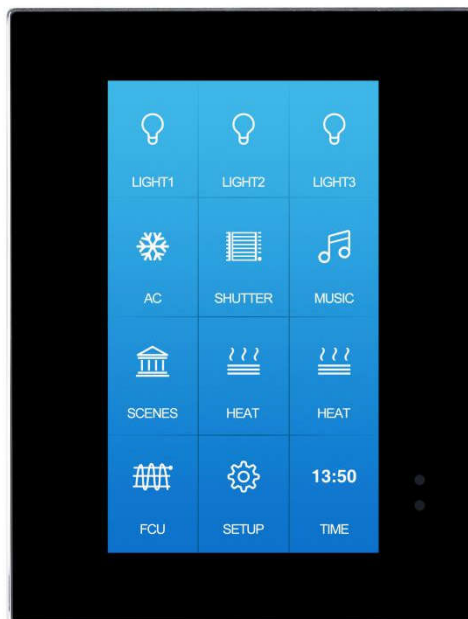 LIGHT1 LIGHT2 LIGHT3
AC SHUTTER MUSIC
SCENES HEAT HEAT
13:50
FCU SETUP TIME